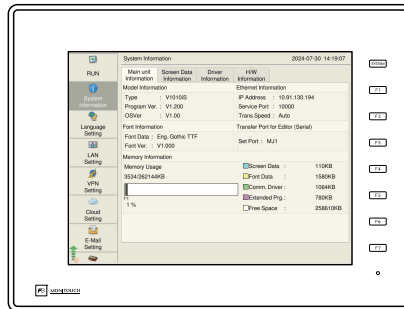 System Information 2024-07-30 14:19:07
RUN
System Information
Language Setting
LAN Setting
VPN Setting
Cloud Setting
E-Mail Setting
Main unit Information
Screen Data Information
Driver Information
H/W Information
Model Information
Type : V1010iS
Program Ver. : V1.200
OSVer : V1.00
Ethernet Information
IP Address : 10.91.130.194
Service Port : 10000
Trans.Speed : Auto
Font Information
Font Data : Eng. Gothic TTF
Font Ver. : V1.000
Transfer Port for Editor (Serial)
Set Port : MJ1
Memory Information
Memory Usage
3534/262144KB
1 %
Screen Data : 110KB
Font Data : 1580KB
Comm. Driver : 1064KB
Extended Prg. : 780KB
Free Space : 258610KB
SYSTEM
F1
F2
F3
F4
F5
F6
F7
MONITOUCH